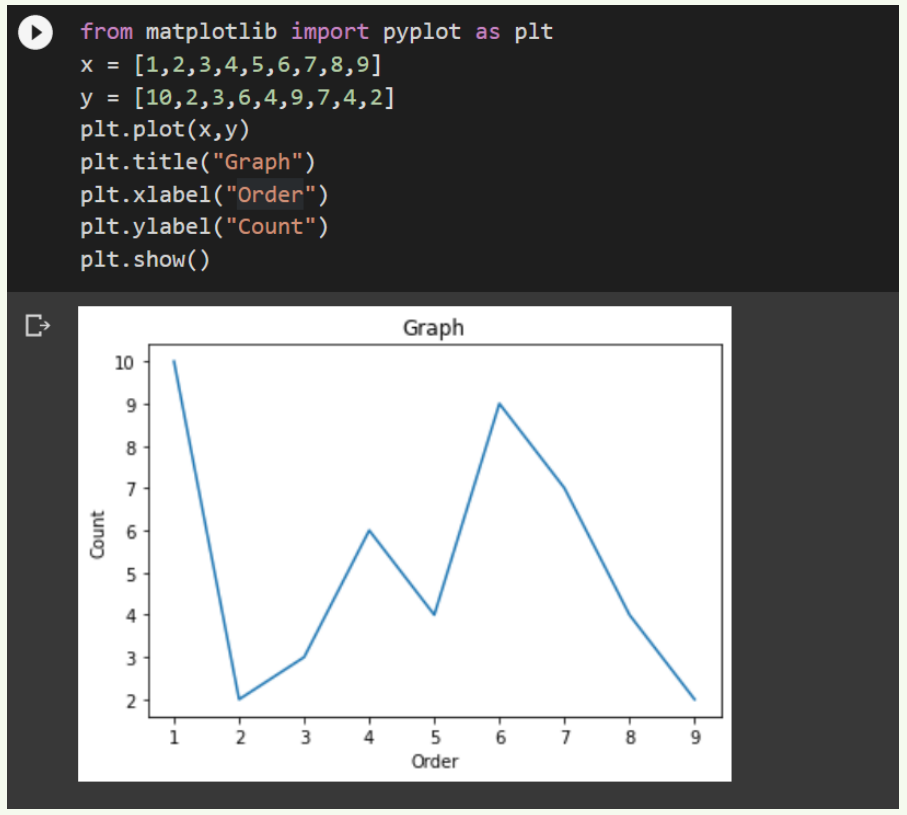 from matplotlib import pyplot as plt
x = [1,2,3,4,5,6,7,8,9]
y = [10,2,3,6,4,9,7,4,2]
plt.plot(x,y)
plt.title("Graph")
plt.xlabel("Order")
plt.ylabel("Count")
plt.show()
Graph
10
9
8
7
6
5
4
3
2
Count
1 2 3 4 5 6 7 8 9
Order